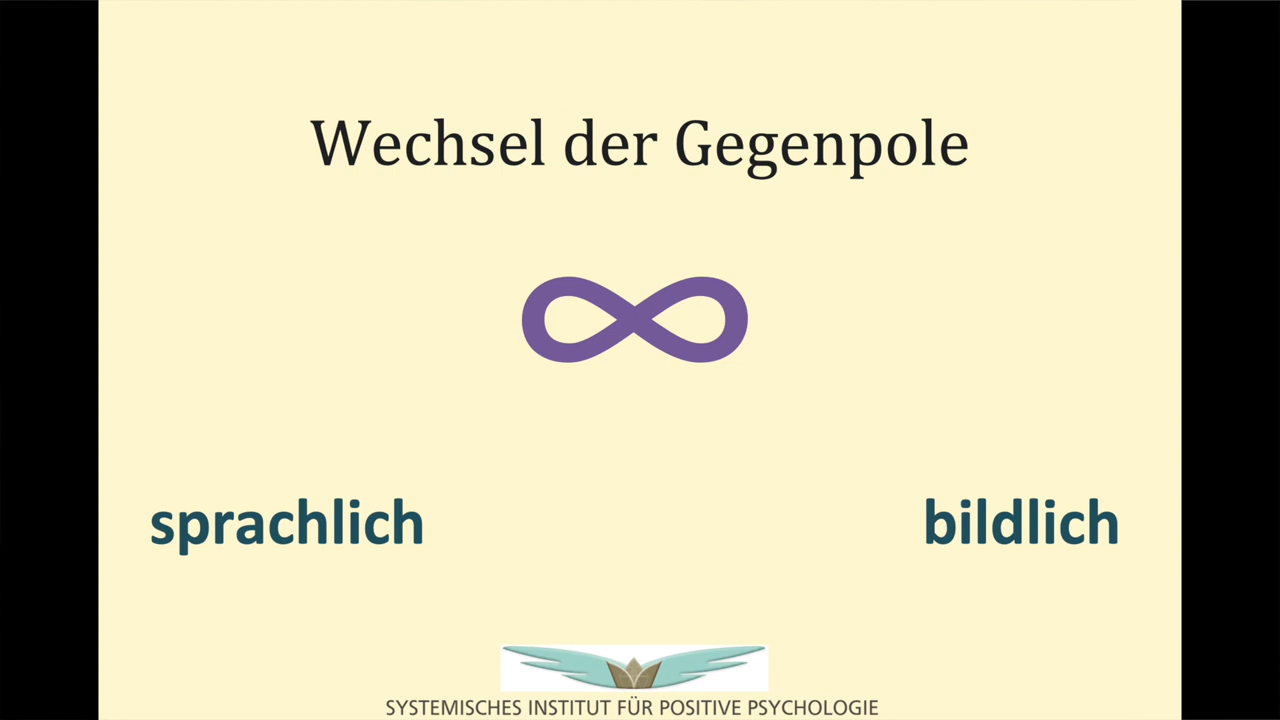 Wechsel der Gegenpole
∞
sprachlich bildlich
SYSTEMISCHES INSTITUT FÜR POSITIVE PSYCHOLOGIE